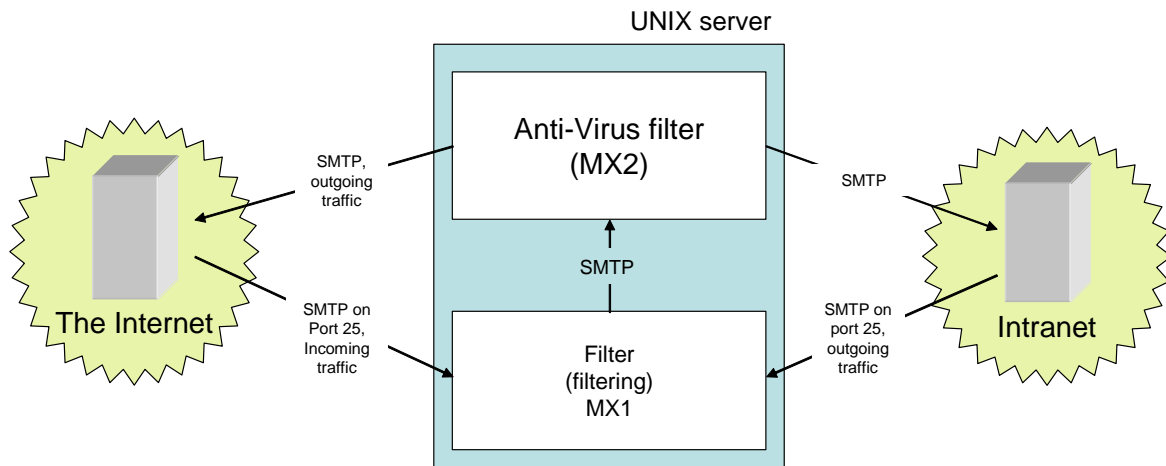 UNIX server
Anti-Virus filter
(MX2)
SMTP,
outgoing
traffic
SMTP
SMTP
The Internet
SMTP on
Port 25,
Incoming
traffic
Filter
(filtering)
MX1
SMTP on
port 25,
outgoing
traffic
Intranet